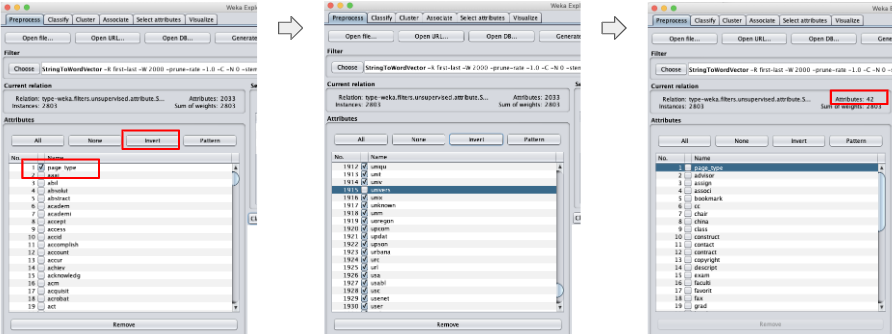 Weka Expl
Preprocess Classify Cluster Associate Select attributes Visualize
Open file... Open URL... Open DB... Generate
Filter
Choose StringToWordVector -R first-last -W 2000 -prune-rate -1.0 -C -N 0 -stem
Current relation
Relation: type-weka.filters.unsupervised.attribute.S... Attributes: 2033
Instances: 2803 Sum of weights: 2803
Attributes
All None Invert Pattern
No. Name
1 page_type
2
3 abil
4 absolut
5 abstract
6 academ
7 academi
8 accept
9 access
10 accid
11 accomplish
12 account
13 accur
14 achiev
15 acknowledg
16 acm
17 acquisit
18 acrobat
19 act
Remove
Se
Cl
Preprocess Classify Cluster Associate Select attributes Visualize
Open file... Open URL... Open DB... Gene
Filter
Choose StringToWordVector -R first-last -W 2000 -prune-rate -1.0 -C -N 0
Current relation
Relation: type-weka.filters.unsupervised.attribute.S... Attributes: 2033
Instances: 2803 Sum of weights: 2803
Attributes
All None Invert Pattern
No. Name
1912 uniqu
1913 unit
1914 univ
1915 univers
1916 unix
1917 unknown
1918 unm
1919 uoregon
1920 upcom
1921 updat
1922 upson
1923 urbana
1924 urc
1925 url
1926 usa
1927 usabl
1928 usc
1929 usenet
1930 user
Remove
Weka E
Preprocess Classify Cluster Associate Select attributes Visualize
Open file... Open URL... Open DB... Gene
Filter
Choose StringToWordVector -R first-last -W 2000 -prune-rate -1.0 -C -N 0 -s
Current relation
Relation: type-weka.filters.unsupervised.attribute.S... Attributes: 42
Instances: 2803 Sum of weights: 2803
Attributes
All None Invert Pattern
No. Name
1 page_type
2 advisor
3 assign
4 associ
5 bookmark
6 cc
7 chair
8 china
9 class
10 construct
11 contact
12 contract
13 copyright
14 descript
15 exam
16 faculti
17 favorit
18 fax
19 grad
Remove